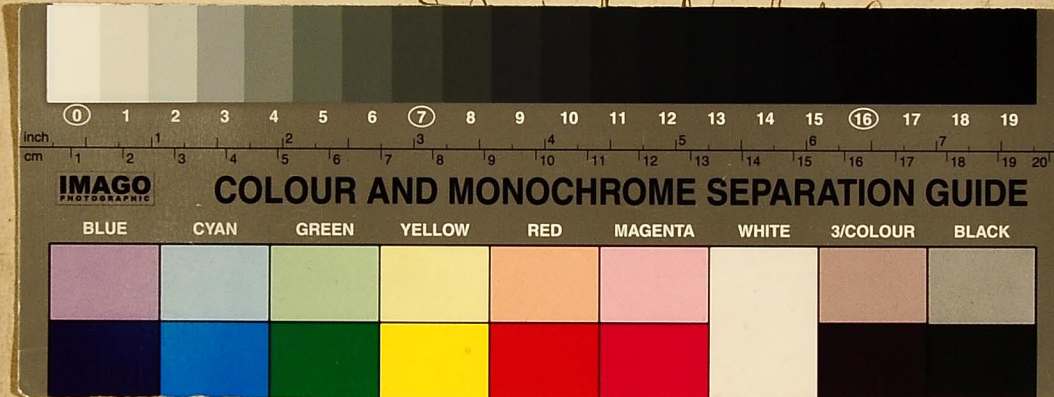 0 1 2 3 4 5 6 7 8 9 10 11 12 13 14 15 16 17 18 19
inch 1 2 3 4 5 6 7
cm 1 2 3 4 5 6 7 8 9 10 11 12 13 14 15 16 17 18 19 20
IMAGO
PHOTOGRAPHIC
COLOUR AND MONOCHROME SEPARATION GUIDE
BLUE CYAN GREEN YELLOW RED MAGENTA WHITE 3/COLOUR BLACK